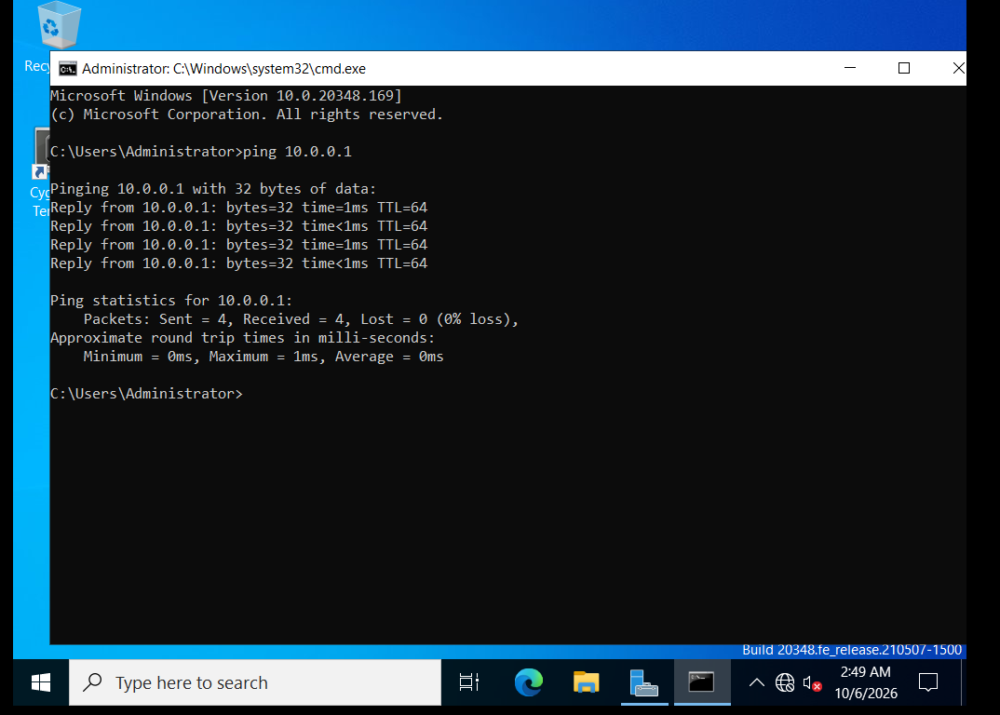 Recy
Administrator: C:\Windows\system32\cmd.exe
Microsoft Windows [Version 10.0.20348.169]
(c) Microsoft Corporation. All rights reserved.
C:\Users\Administrator>ping 10.0.0.1
Pinging 10.0.0.1 with 32 bytes of data:
Reply from 10.0.0.1: bytes=32 time=1ms TTL=64
Reply from 10.0.0.1: bytes=32 time<1ms TTL=64
Reply from 10.0.0.1: bytes=32 time=1ms TTL=64
Reply from 10.0.0.1: bytes=32 time<1ms TTL=64
Ping statistics for 10.0.0.1:
Packets: Sent = 4, Received = 4, Lost = 0 (0% loss),
Approximate round trip times in milli-seconds:
Minimum = 0ms, Maximum = 1ms, Average = 0ms
C:\Users\Administrator>
Cyg
Ter
Build 20348.fe_release.210507-1500
Type here to search
2:49 AM
10/6/2026